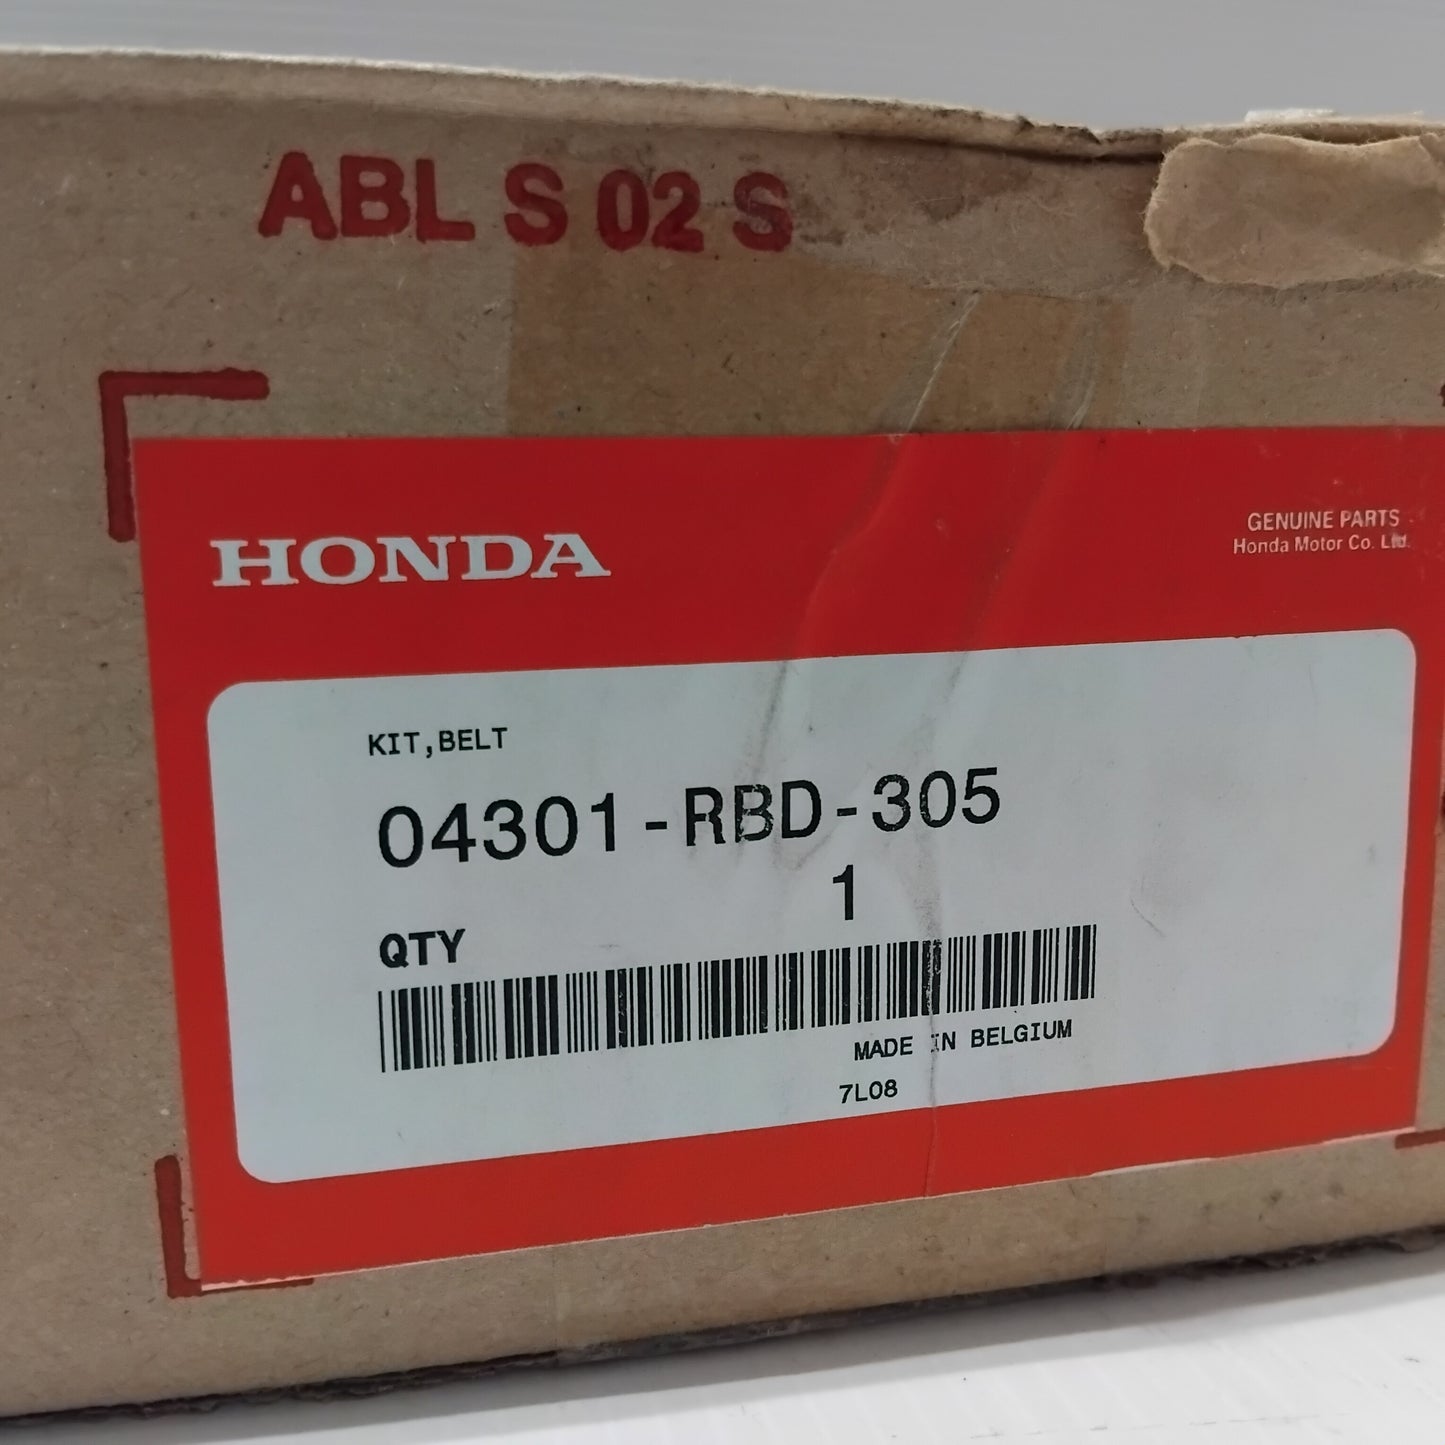 ABL S 02 S
HONDA
GENUINE PARTS
Honda Motor Co. Ltd.
KIT,BELT
04301-RBD-305
1
QTY
MADE IN BELGIUM
7L08